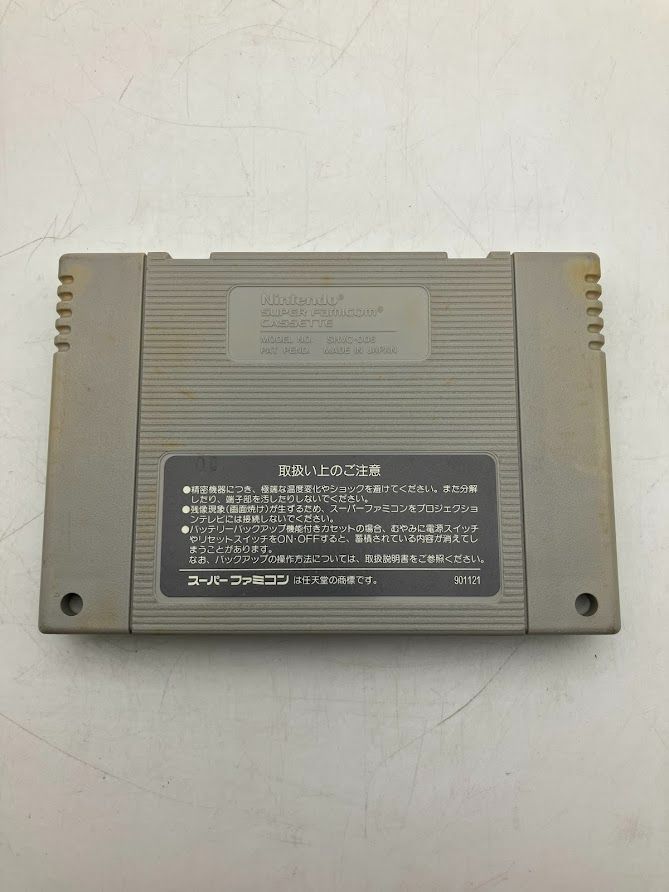 Nintendo®
SUPER FAMICOM®
CASSETTE
MODEL NO. SHVC-006
PAT. PEND. MADE IN JAPAN
取扱い上のご注意
●精密機器につき、極端な温度変化やショックを避けてください。また分解
したり、端子部を汚したりしないでください。
●残像現象(画面焼け)が生ずるため、スーパーファミコンをプロジェクショ
ンテレビには接続しないでください。
●バッテリーバックアップ機能付きカセットの場合、むやみに電源スイッチ
やリセットスイッチをON・OFFすると、蓄積されている内容が消えてし
まうことがあります。
なお、バックアップの操作方法については、取扱説明書をご参照ください。
スーパーファミコンは任天堂の商標です。 901121